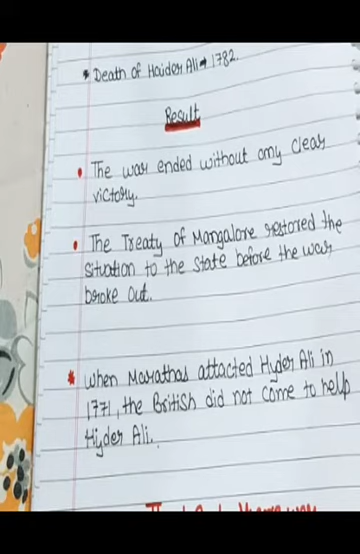 * Death of Haider Ali → 1782.
Result
• The war ended without any clear
victory.
• The Treaty of Mangalore restored the
situation to the state before the war
broke out.
* When Marathas attacted Hyder Ali in
1771, the British did not come to help
Hyder Ali.